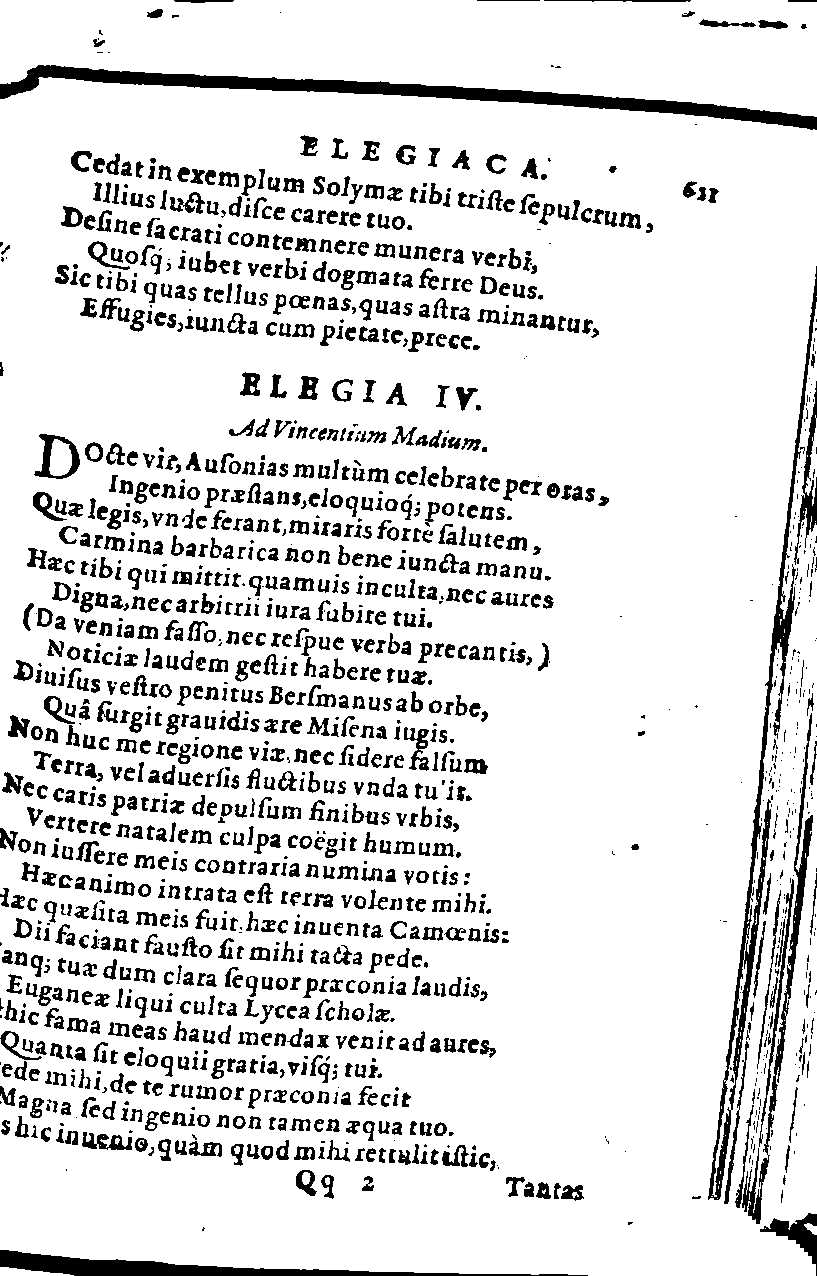 ELEGIACA. 631
Cedat in exemplum Solymæ tibi triste sepulcrum,
Illius luctu, disce carere tuo.
Desine sacrati contemnere munera verbi,
Quosq́; iubet verbi dogmata ferre Deus.
Sic tibi quas tellus pœnas, quas astra minantur,
Effugies, iuncta cum pietate, prece.
ELEGIA IV.
Ad Vincentium Madium.
DOcte vir, Ausonias multùm celebrate per oras,
Ingenio præstans, eloquioq́; potens.
Quæ legis, vnde ferant, miraris fortè salutem,
Carmina barbarica non bene iuncta manu.
Hæc tibi qui mittit, quamuis inculta, nec aures
Digna, nec arbitrii iura subire tui.
(Da veniam fasso, nec respue verba precantis,)
Noticiæ laudem gestit habere tuæ.
Diuisus vestro penitus Bersmanus ab orbe,
Quâ surgit grauidis ære Misena iugis.
Non huc me regione viæ, nec sidere falsum
Terra, vel aduersis fluctibus vnda tulit.
Nec caris patriæ depulsum finibus vrbis,
Vertere natalem culpa coëgit humum.
Non iussere meis contraria numina votis:
Hæc animo intrata est terra volente mihi.
Hæc quæsita meis fuit, hæc inuenta Camœnis:
Dii faciant fausto sit mihi tacta pede.
anq; tuæ dum clara sequor præconia laudis,
Euganeæ liqui culta Lycea scholæ.
hic fama meas haud mendax venit ad aures,
Quanta sit eloquii gratia, visq́; tui.
ede mihi, de te rumor præconia fecit
Magna sed ingenio non tamen æqua tuo.
s hic inuenio, quàm quod mihi rettulit istic,
Qq 2 Tantas